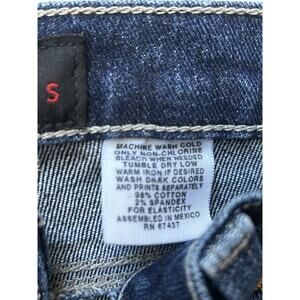 S
MACHINE WASH COLD
ONLY NON-CHLORINE
BLEACH WHEN NEEDED
TUMBLE DRY LOW
WARM IRON IF DESIRED
WASH DARK COLORS
AND PRINTS SEPARATELY
98% COTTON
2% SPANDEX
FOR ELASTICITY
ASSEMBLED IN MEXICO
RN 67437